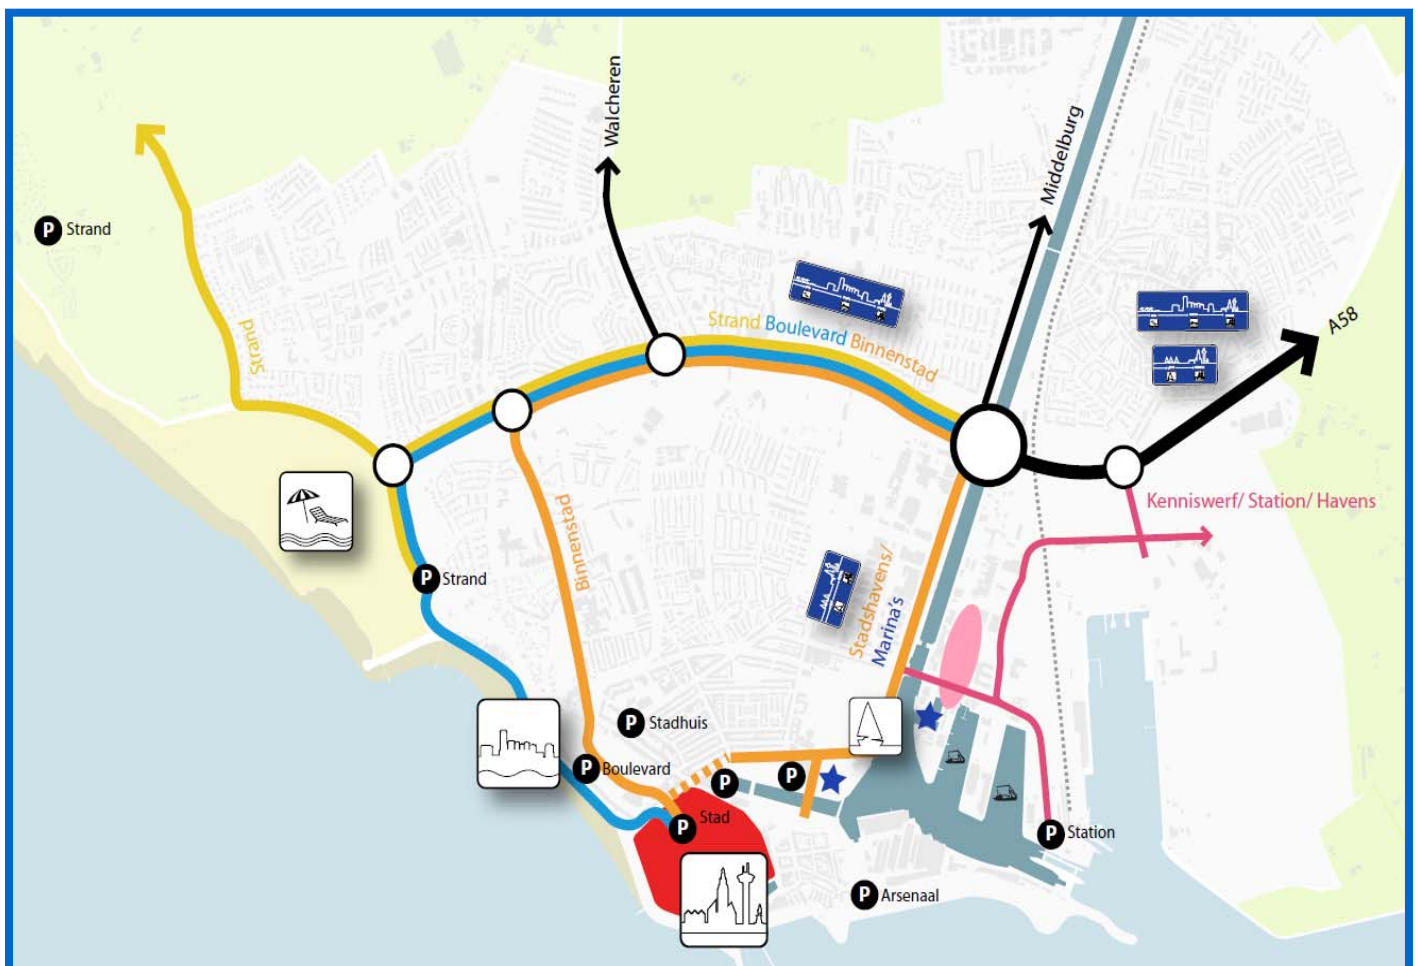 Walcheren
Middelburg
P Strand
Strand
Strand Boulevard Binnenstad
A58
Kenniswerf/ Station/ Havens
Binnenstad
P Strand
Stadshavens/
Marina's
P Stadhuis
P Boulevard
P
P
Stad
P
P Station
P Arsenaal